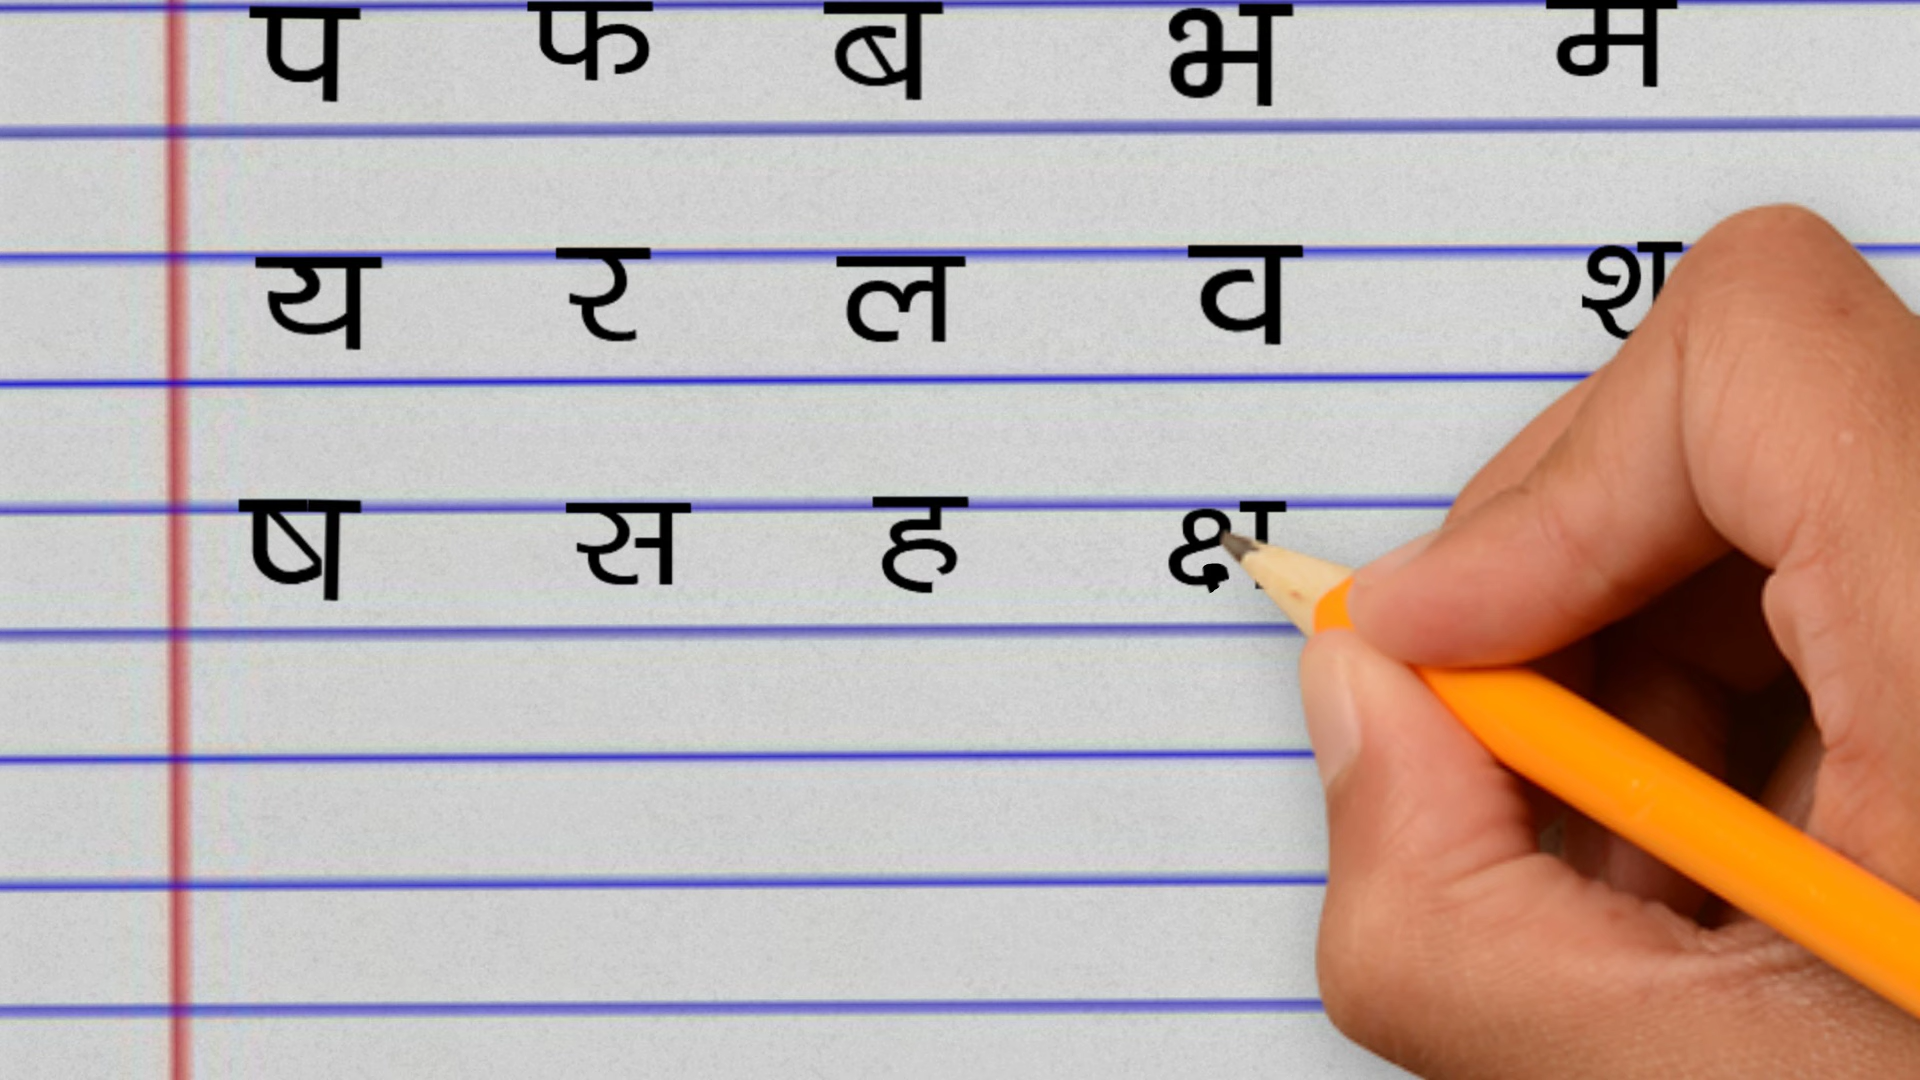 प फ ब भ म
य र ल व श
ष स ह क्ष